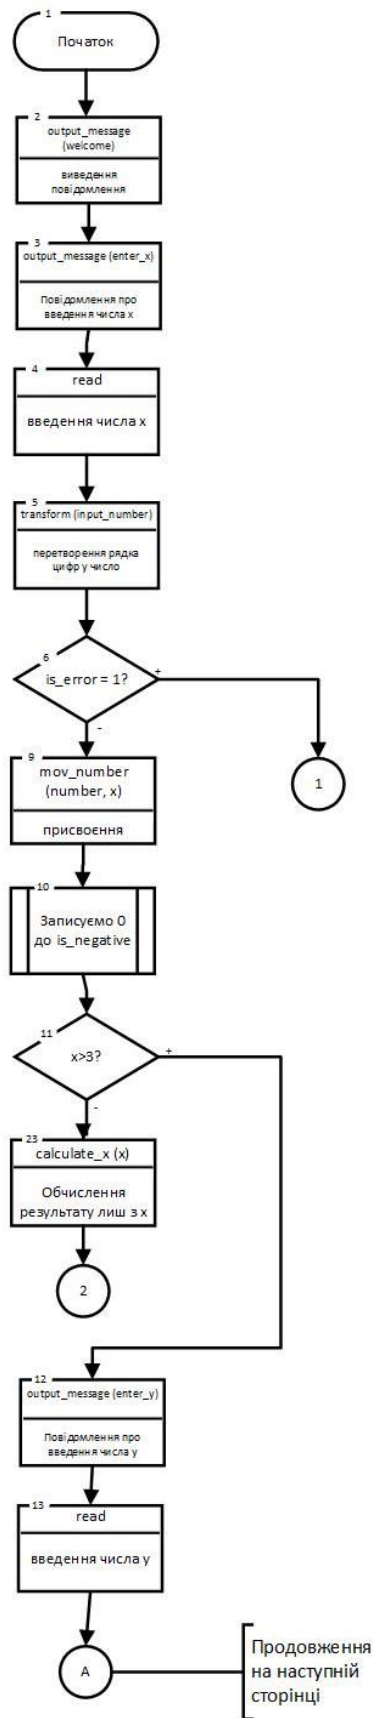 1
Початок
2
output_message
(welcome)
виведення
повідомлення
3
output_message (enter_x)
Повідомлення про
введення числа x
4
read
введення числа x
5
transform (input_number)
перетворення рядка
цифр у число
6
is_error = 1?
+
-
1
9
mov_number
(number, x)
присвоєння
10
Записуємо 0
до is_negative
11
x>3?
+
-
23
calculate_x (x)
Обчислення
результату лиш з x
2
12
output_message (enter_y)
Повідомлення про
введення числа y
13
read
введення числа y
A
Продовження
на наступній
сторінці